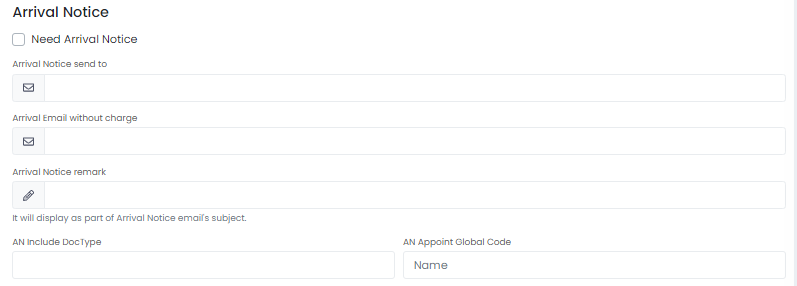 Arrival Notice
Need Arrival Notice
Arrival Notice send to
Arrival Email without charge
Arrival Notice remark
It will display as part of Arrival Notice email's subject.
AN Include DocType
AN Appoint Global Code
Name